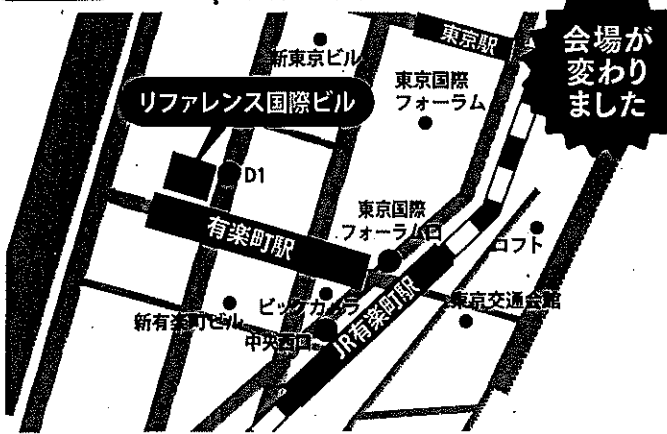 会場が
変わり
ました
東京駅
新東京ビル
東京国際
フォーラム
リファレンス国際ビル
D1
有楽町駅
東京国際
フォーラム口
ロフト
ビックカメラ
新有楽町ビル
中央西口
JR有楽町駅
東京交通会館